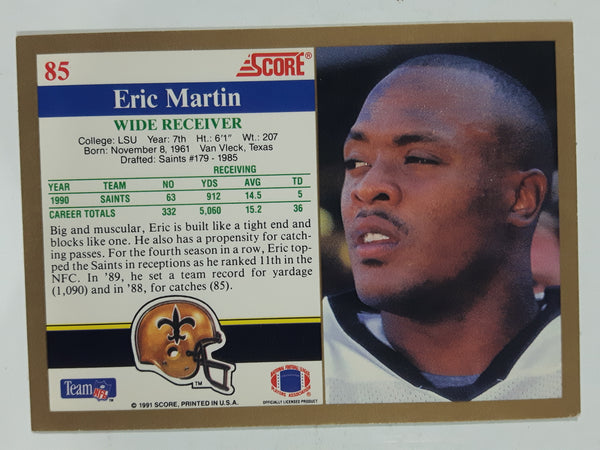 85
SCORE®
Eric Martin
WIDE RECEIVER
College: LSU Year: 7th Ht.: 6'1" Wt.: 207
Born: November 8, 1961 Van Vleck, Texas
Drafted: Saints #179 - 1985
RECEIVING
YEAR TEAM NO YDS AVG TD
1990 SAINTS 63 912 14.5 5
CAREER TOTALS 332 5,060 15.2 36
Big and muscular, Eric is built like a tight end and
blocks like one. He also has a propensity for catch-
ing passes. For the fourth season in a row, Eric top-
ped the Saints in receptions as he ranked 11th in the
NFC. In '89, he set a team record for yardage
(1,090) and in '88, for catches (85).
TM
Team NFL
TM
© 1991 SCORE, PRINTED IN U.S.A.
OFFICIALLY LICENSED PRODUCT